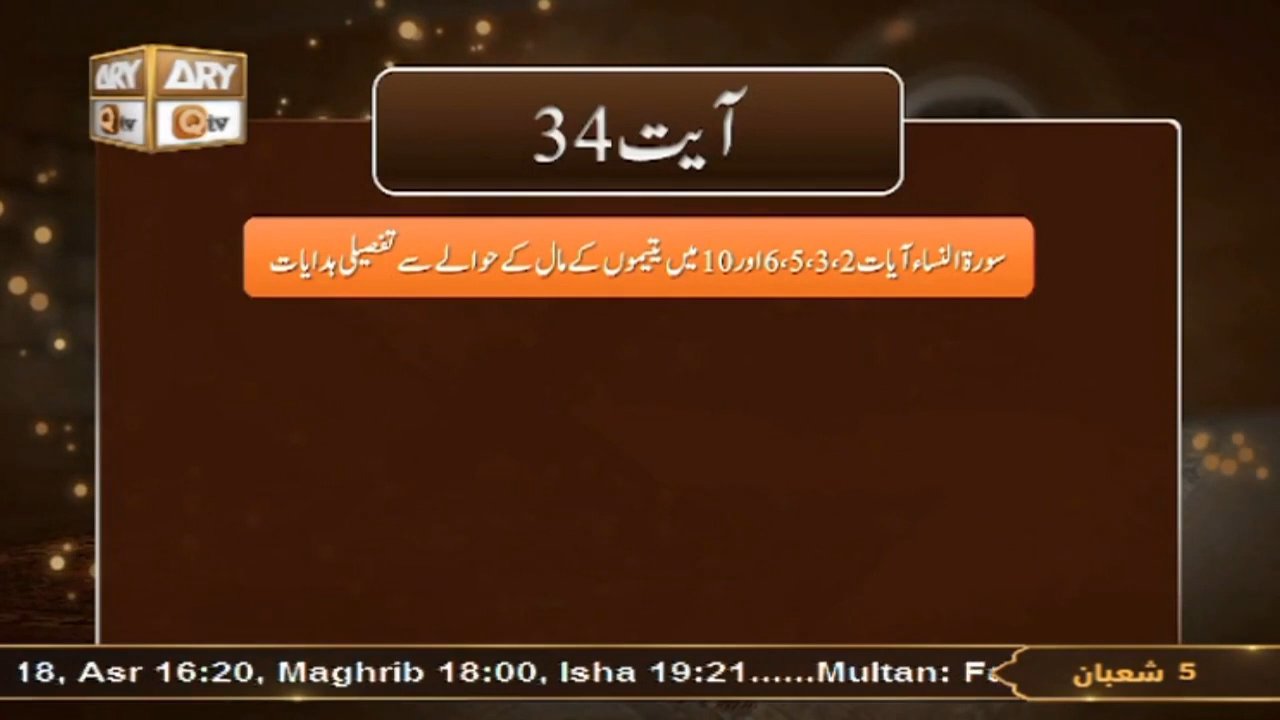 ARY ARY
Qtv Qtv
آیت 34
سورۃ النساء آیات 2،3،5،6 اور 10 میں یتیموں کے مال کے حوالے سے تفصیلی ہدایات
18, Asr 16:20, Maghrib 18:00, Isha 19:21......Multan:
5 شعبان